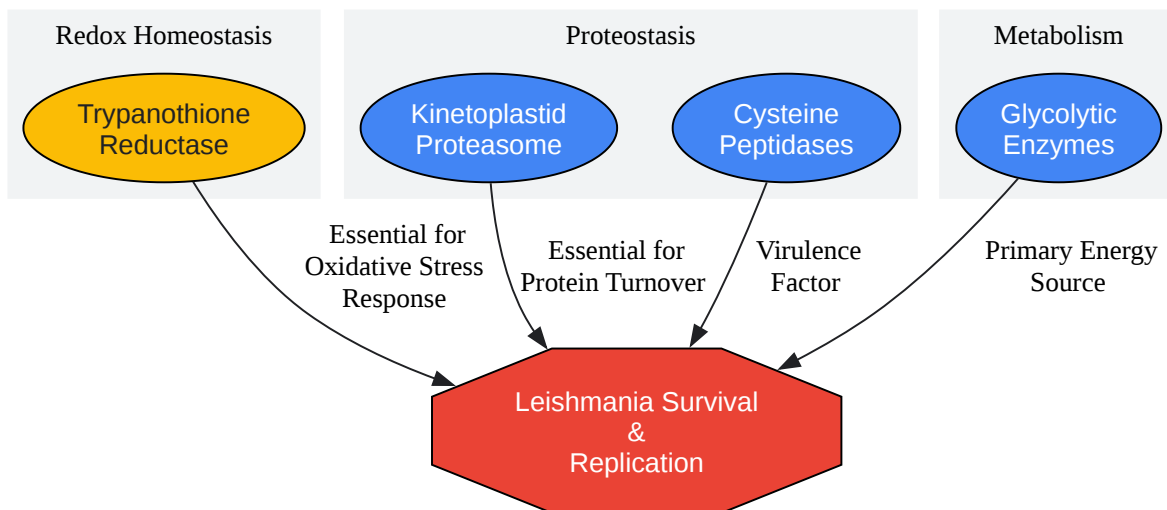 Redox Homeostasis
Proteostasis
Metabolism
Trypanothione
Reductase
Kinetoplastid
Proteasome
Cysteine
Peptidases
Glycolytic
Enzymes
Essential for
Oxidative Stress
Response
Essential for
Protein Turnover
Virulence
Factor
Primary Energy
Source
Leishmania Survival
&
Replication